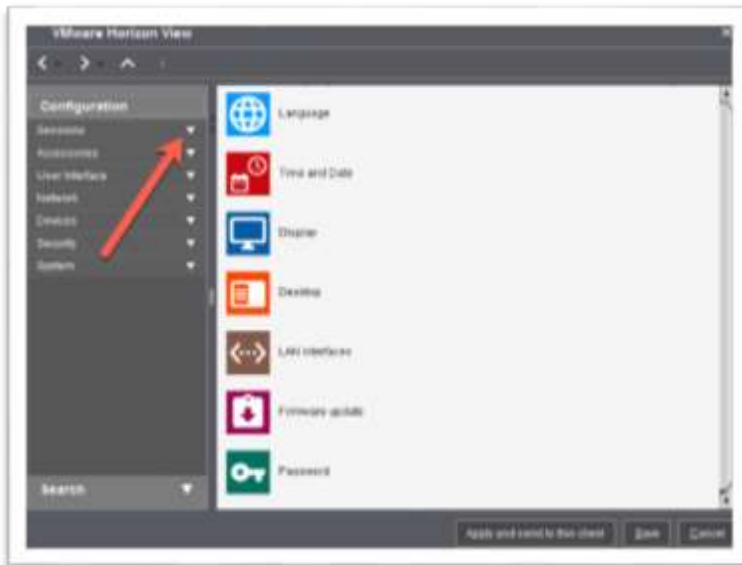 VMware Horizon View
Configuration
Sessions
Accessories
User Interface
Network
Devices
Security
System
Search
Language
Time and Date
Display
Desktop
LAN interfaces
Firmware update
Password
Apply and send to thin client
Save
Cancel